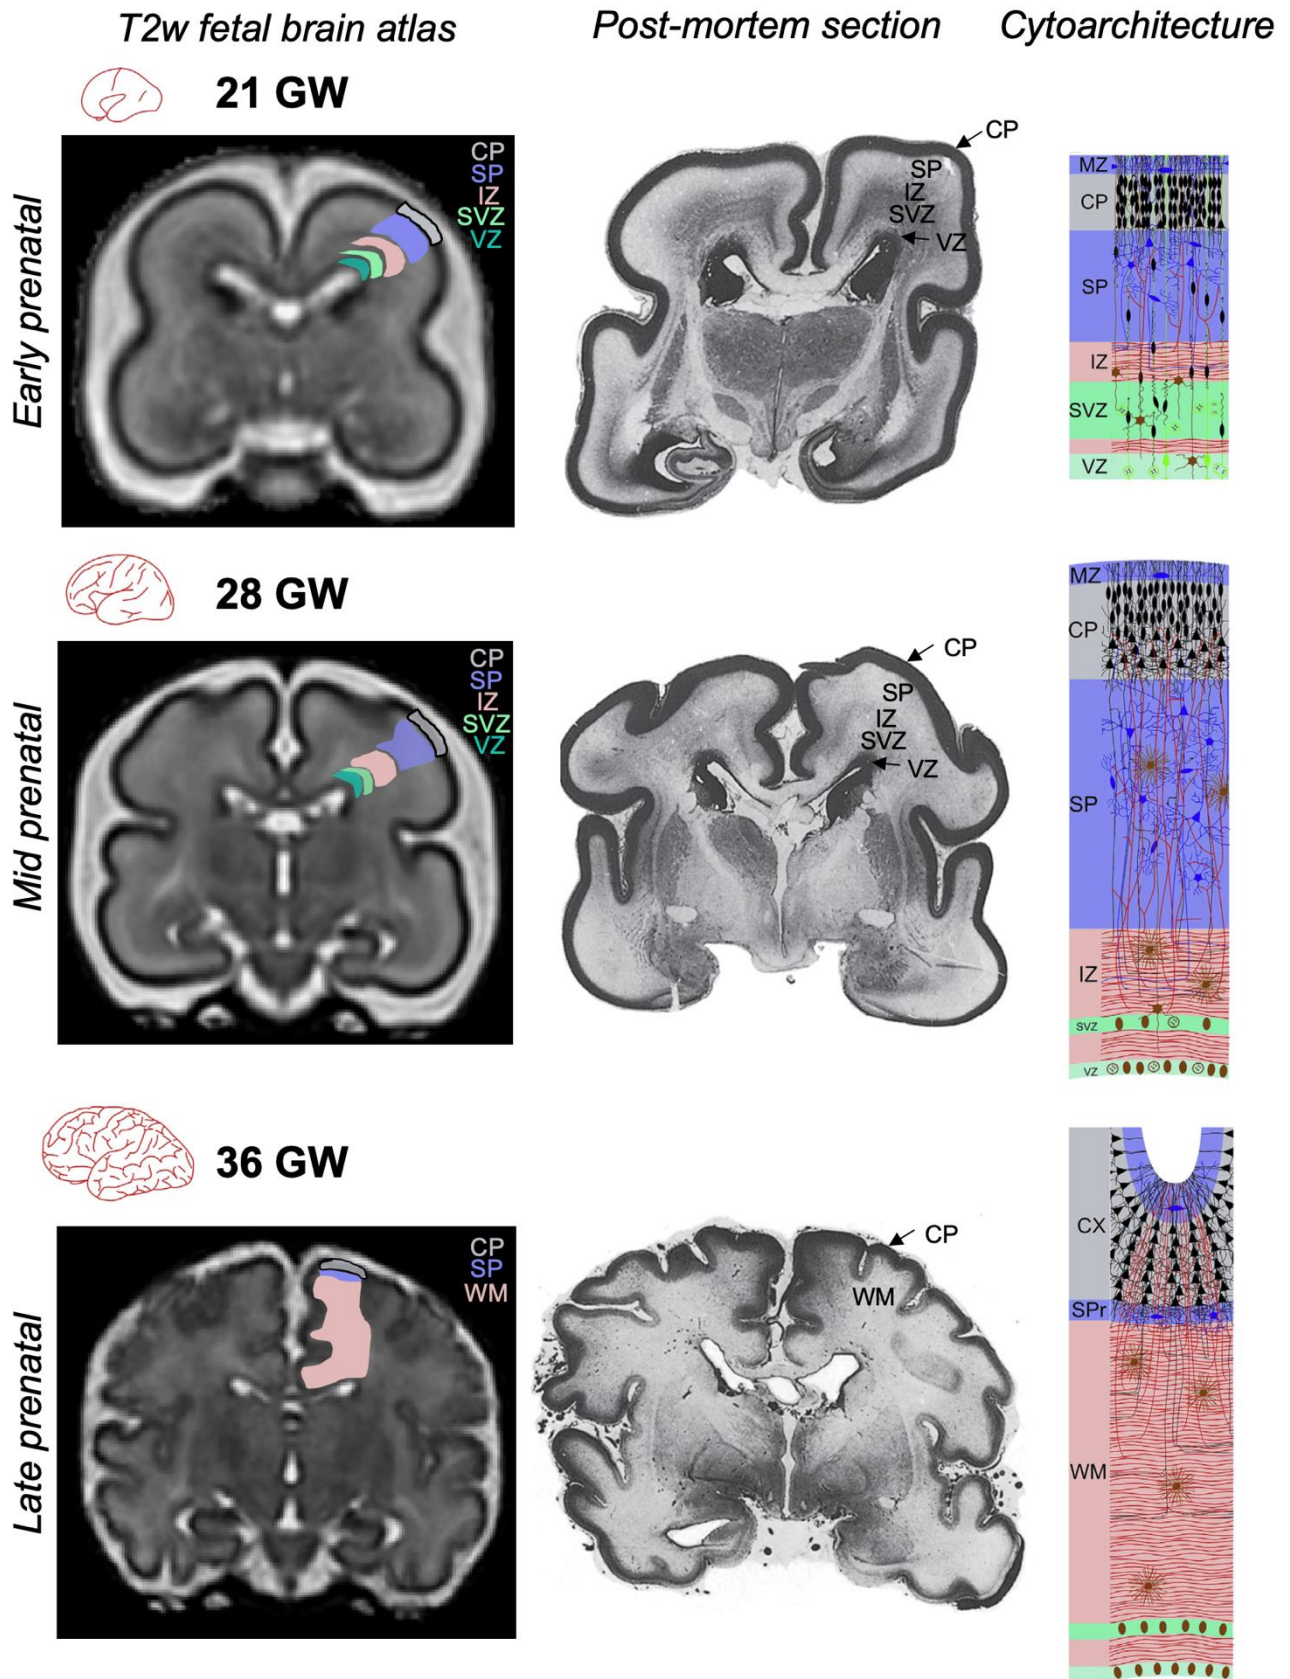 T2w fetal brain atlas
Post-mortem section
Cytoarchitecture
21 GW
Early prenatal
CP
SP
IZ
SVZ
VZ
CP
SP
IZ
SVZ
VZ
MZ
CP
SP
IZ
SVZ
VZ
28 GW
Mid prenatal
CP
SP
IZ
SVZ
VZ
CP
SP
IZ
SVZ
VZ
MZ
CP
SP
IZ
SVZ
VZ
36 GW
Late prenatal
CP
SP
WM
CP
WM
CX
SPr
WM